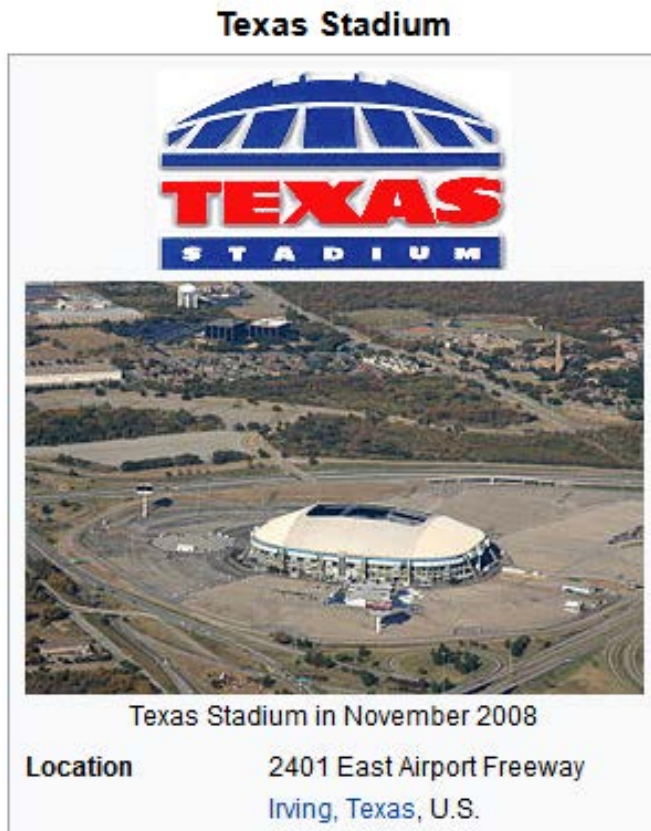 Texas Stadium
TEXAS
STADIUM
Texas Stadium in November 2008
Location 2401 East Airport Freeway
Irving, Texas, U.S.